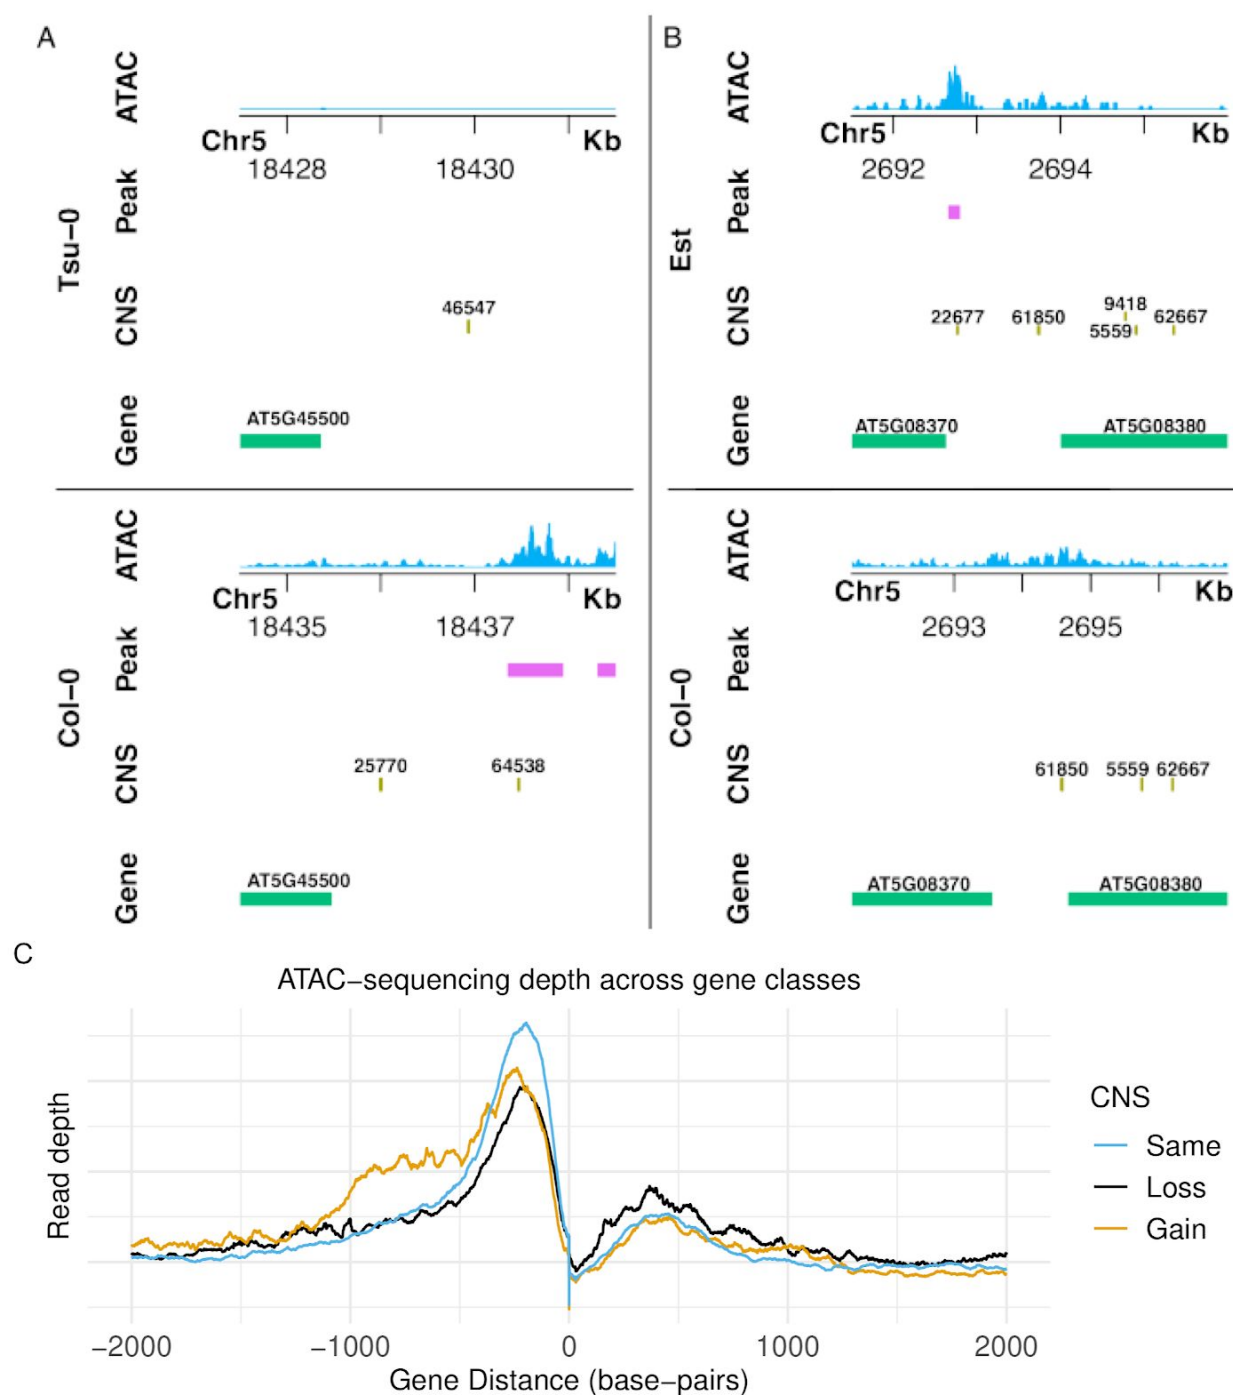 A
Tsu−0
ATAC
Chr5
Kb
18428
18430
Peak
CNS
46547
Gene
AT5G45500
Col−0
ATAC
Chr5
Kb
18435
18437
Peak
CNS
25770
64538
Gene
AT5G45500
B
Est
ATAC
Chr5
Kb
2692
2694
Peak
CNS
22677
61850
9418
5559
62667
Gene
AT5G08370
AT5G08380
Col−0
ATAC
Chr5
Kb
2693
2695
Peak
CNS
61850
5559
62667
Gene
AT5G08370
AT5G08380
C
ATAC−sequencing depth across gene classes
Read depth
CNS
Same
Loss
Gain
−2000
−1000
0
1000
2000
Gene Distance (base−pairs)